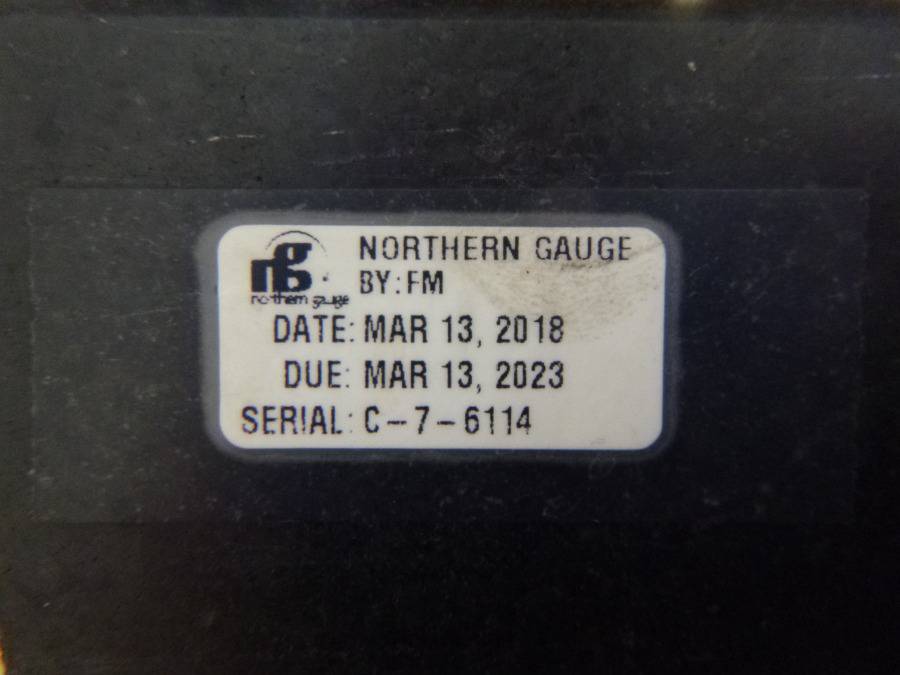 NORTHERN GAUGE
ng
northern gauge
BY: FM
DATE: MAR 13, 2018
DUE: MAR 13, 2023
SERIAL: C-7-6114